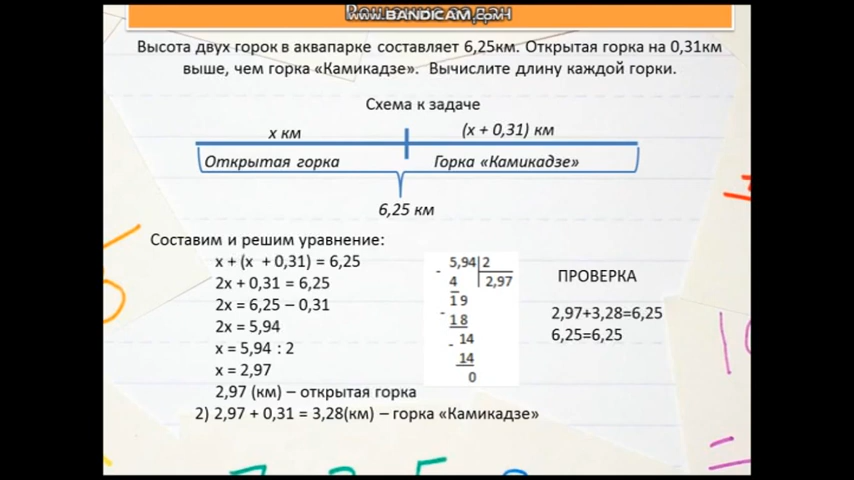 www.BANDICAM.com
Высота двух горок в аквапарке составляет 6,25км. Открытая горка на 0,31км
выше, чем горка «Камикадзе». Вычислите длину каждой горки.
Схема к задаче
х км
(х + 0,31) км
Открытая горка
Горка «Камикадзе»
6,25 км
Составим и решим уравнение:
х + (х + 0,31) = 6,25
2х + 0,31 = 6,25
2х = 6,25 – 0,31
2х = 5,94
х = 5,94 : 2
х = 2,97
2,97 (км) – открытая горка
2) 2,97 + 0,31 = 3,28(км) – горка «Камикадзе»
- 5,94 2
4 2,97
19
- 18
14
- 14
0
ПРОВЕРКА
2,97+3,28=6,25
6,25=6,25